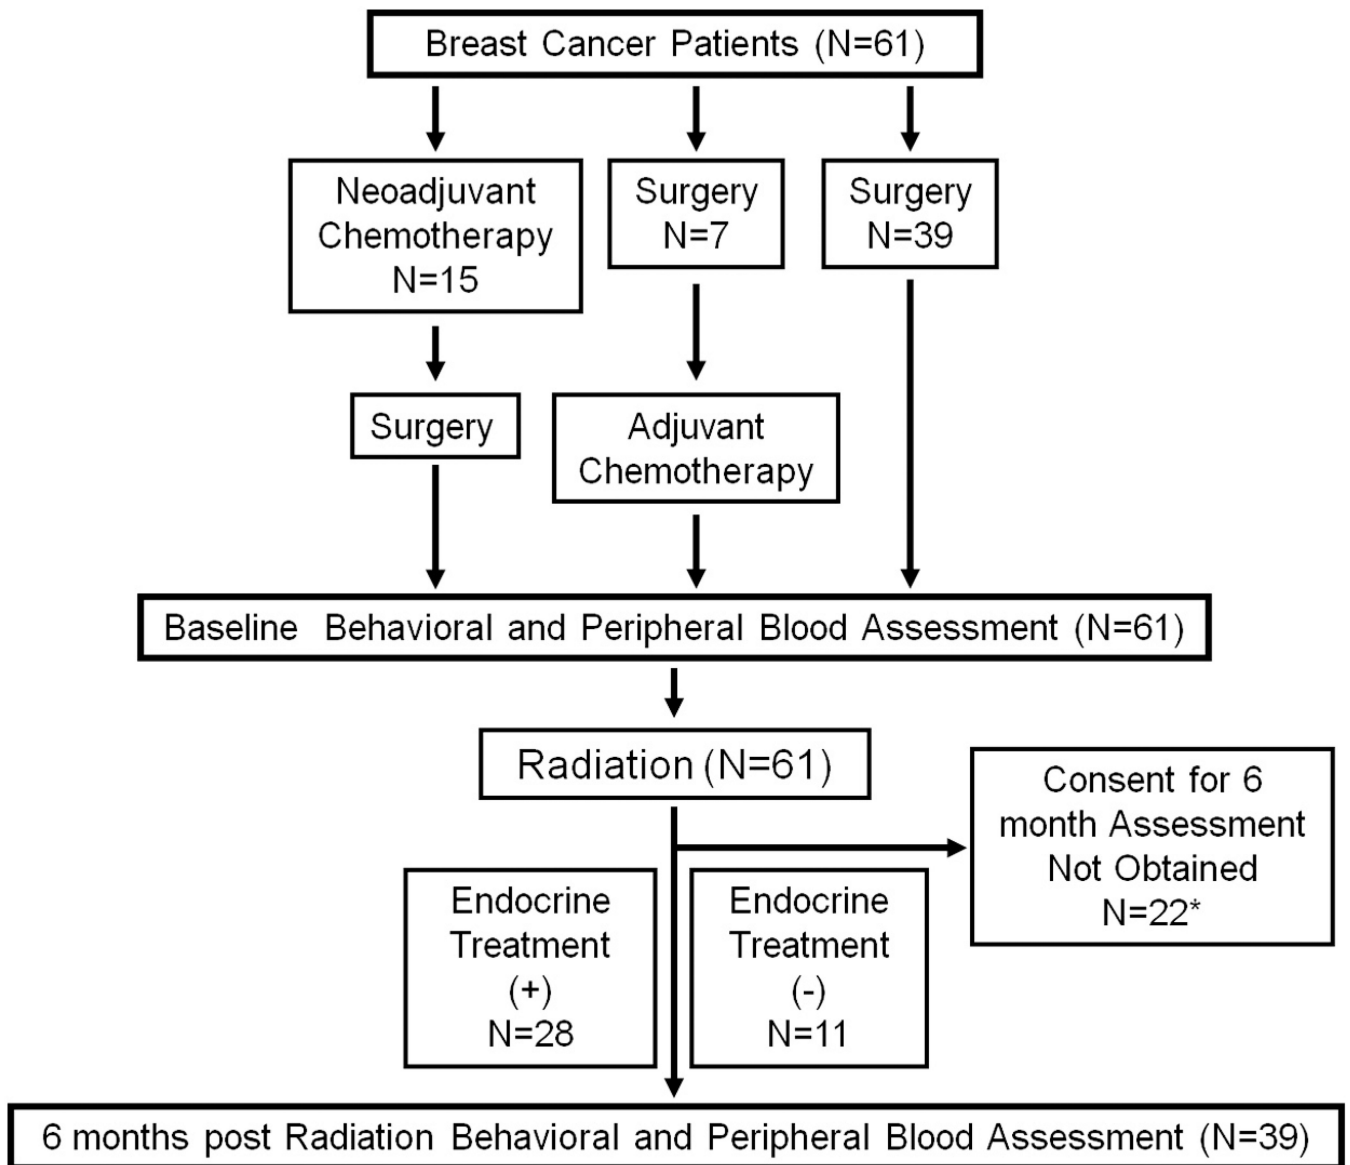 Breast Cancer Patients (N=61)
Neoadjuvant
Chemotherapy
N=15
Surgery
N=7
Surgery
N=39
Surgery
Adjuvant
Chemotherapy
Baseline Behavioral and Peripheral Blood Assessment (N=61)
Radiation (N=61)
Consent for 6
month Assessment
Not Obtained
N=22*
Endocrine
Treatment
(+)
N=28
Endocrine
Treatment
(-)
N=11
6 months post Radiation Behavioral and Peripheral Blood Assessment (N=39)